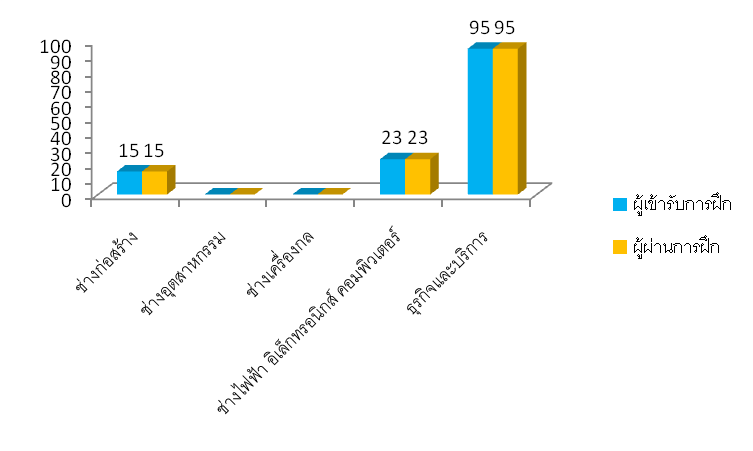 95 95
100
90
80
70
60
50
40
30
20
10
0
15 15
23 23
ผู้เข้ารับการฝึก
ผู้ผ่านการฝึก
ช่างก่อสร้าง
ช่างอุตสาหกรรม
ช่างเครื่องกล
ช่างไฟฟ้า อิเล็กทรอนิกส์ คอมพิวเตอร์
ธุรกิจและบริการ